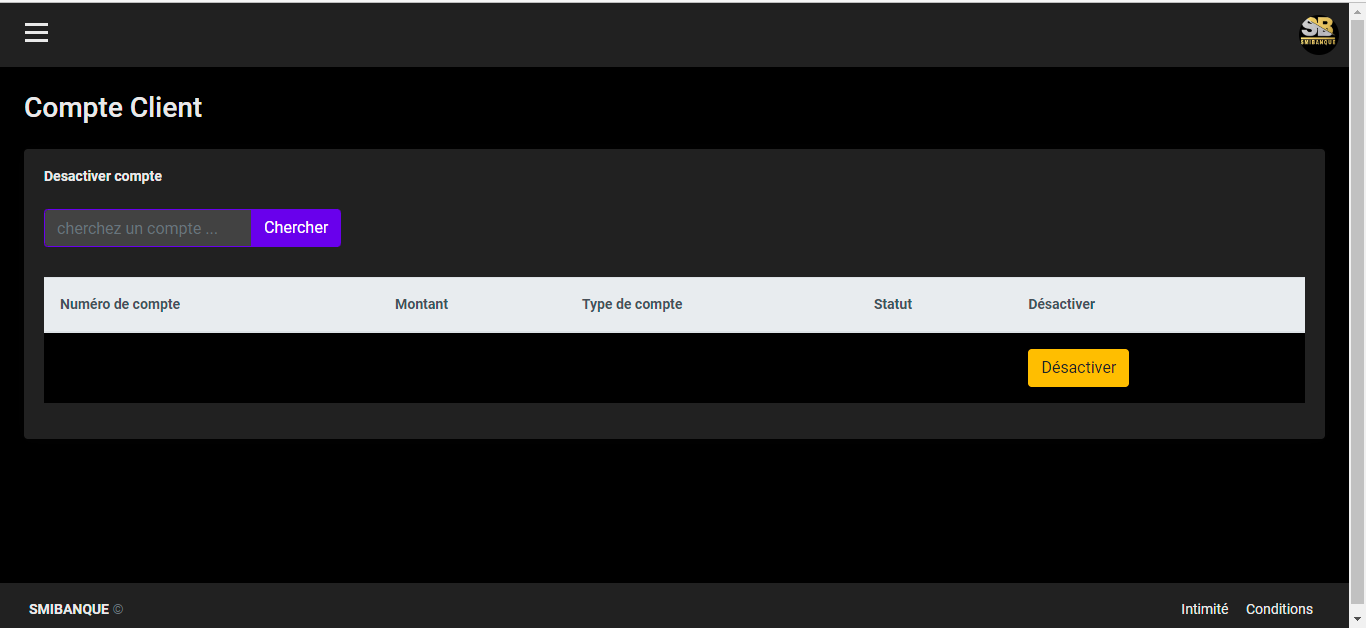 SB
SMIBANQUE
Compte Client
Desactiver compte
cherchez un compte ... Chercher
Numéro de compte Montant Type de compte Statut Désactiver
Désactiver
SMIBANQUE © Intimité Conditions